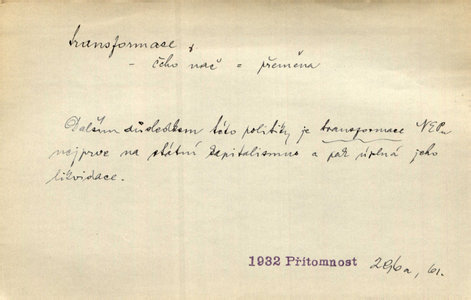 transformace f.
– čeho nač = přeměna
Dalším důsledkem této politiky je transformace NEPu
nejprve na státní kapitalismus a pak úplná jeho
likvidace.
1932 Přítomnost 296a, 61.